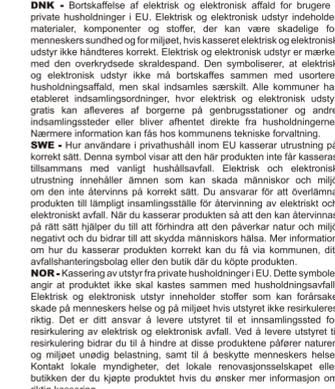 DNK - Bortskaffelse af elektrisk og elektronisk affald for brugere i
private husholdninger i EU. Elektrisk og elektronisk udstyr indeholde
materialer, komponenter og stoffer, der kan være skadelige fo
menneskers sundhed og for miljøet, hvis kasseret elektrisk og elektronisk
udstyr ikke håndteres korrekt. Elektrisk og elektronisk udstyr er mærke
med den overkrydsede skraldespand. Den symboliserer, at elektrisk
og elektronisk udstyr ikke må bortskaffes sammen med usortere
husholdningsaffald, men skal indsamles særskilt. Alle kommuner ha
etableret indsamlingsordninger, hvor elektrisk og elektronisk udsty
gratis kan afleveres af borgerne på genbrugsstationer og andre
indsamlingssteder eller bliver afhentet direkte fra husholdningerne
Nærmere information kan fås hos kommunens tekniske forvaltning.
SWE - Hur användare i privathushåll inom EU kasserar utrustning på
korrekt sätt. Denna symbol visar att den här produkten inte får kasseras
tillsammans med vanligt hushållsavfall. Elektrisk och elektronisk
utrustning innehåller ämnen som kan skada människor och miljö
om den inte återvinns på korrekt sätt. Du ansvarar för att överlämna
produkten till lämpligt insamlingsställe för återvinning av elektriskt och
elektroniskt avfall. När du kasserar produkten så att den kan återvinnas
på rätt sätt hjälper du till att förhindra att den påverkar natur och miljö
negativt och du bidrar till att skydda människors hälsa. Mer information
om hur du kasserar produkten korrekt kan du få via kommunen, dit
avfallshanteringsbolag eller den butik där du köpte produkten.
NOR - Kassering av utstyr fra private husholdninger i EU. Dette symbole
angir at produktet ikke skal kastes sammen med husholdningsavfall
Elektrisk og elektronisk utstyr inneholder stoffer som kan forårsake
skade på menneskers helse og på miljø hvis utstyret ikke resirkuleres
riktig. Det er ditt ansvar å levere utstyret til et innsamlingssted fo
resirkulering av elektrisk og elektronisk avfall. Ved å levere utstyret ti
resirkulering bidrar du til å hindre at disse produktene påfører naturen
og miljøet unødig belastning, samt til å beskytte menneskers helse
Kontakt lokale myndigheter, det lokale renovasjonsselskapet elle
butikken der du kjøpte produktet hvis du ønsker mer informasjon om